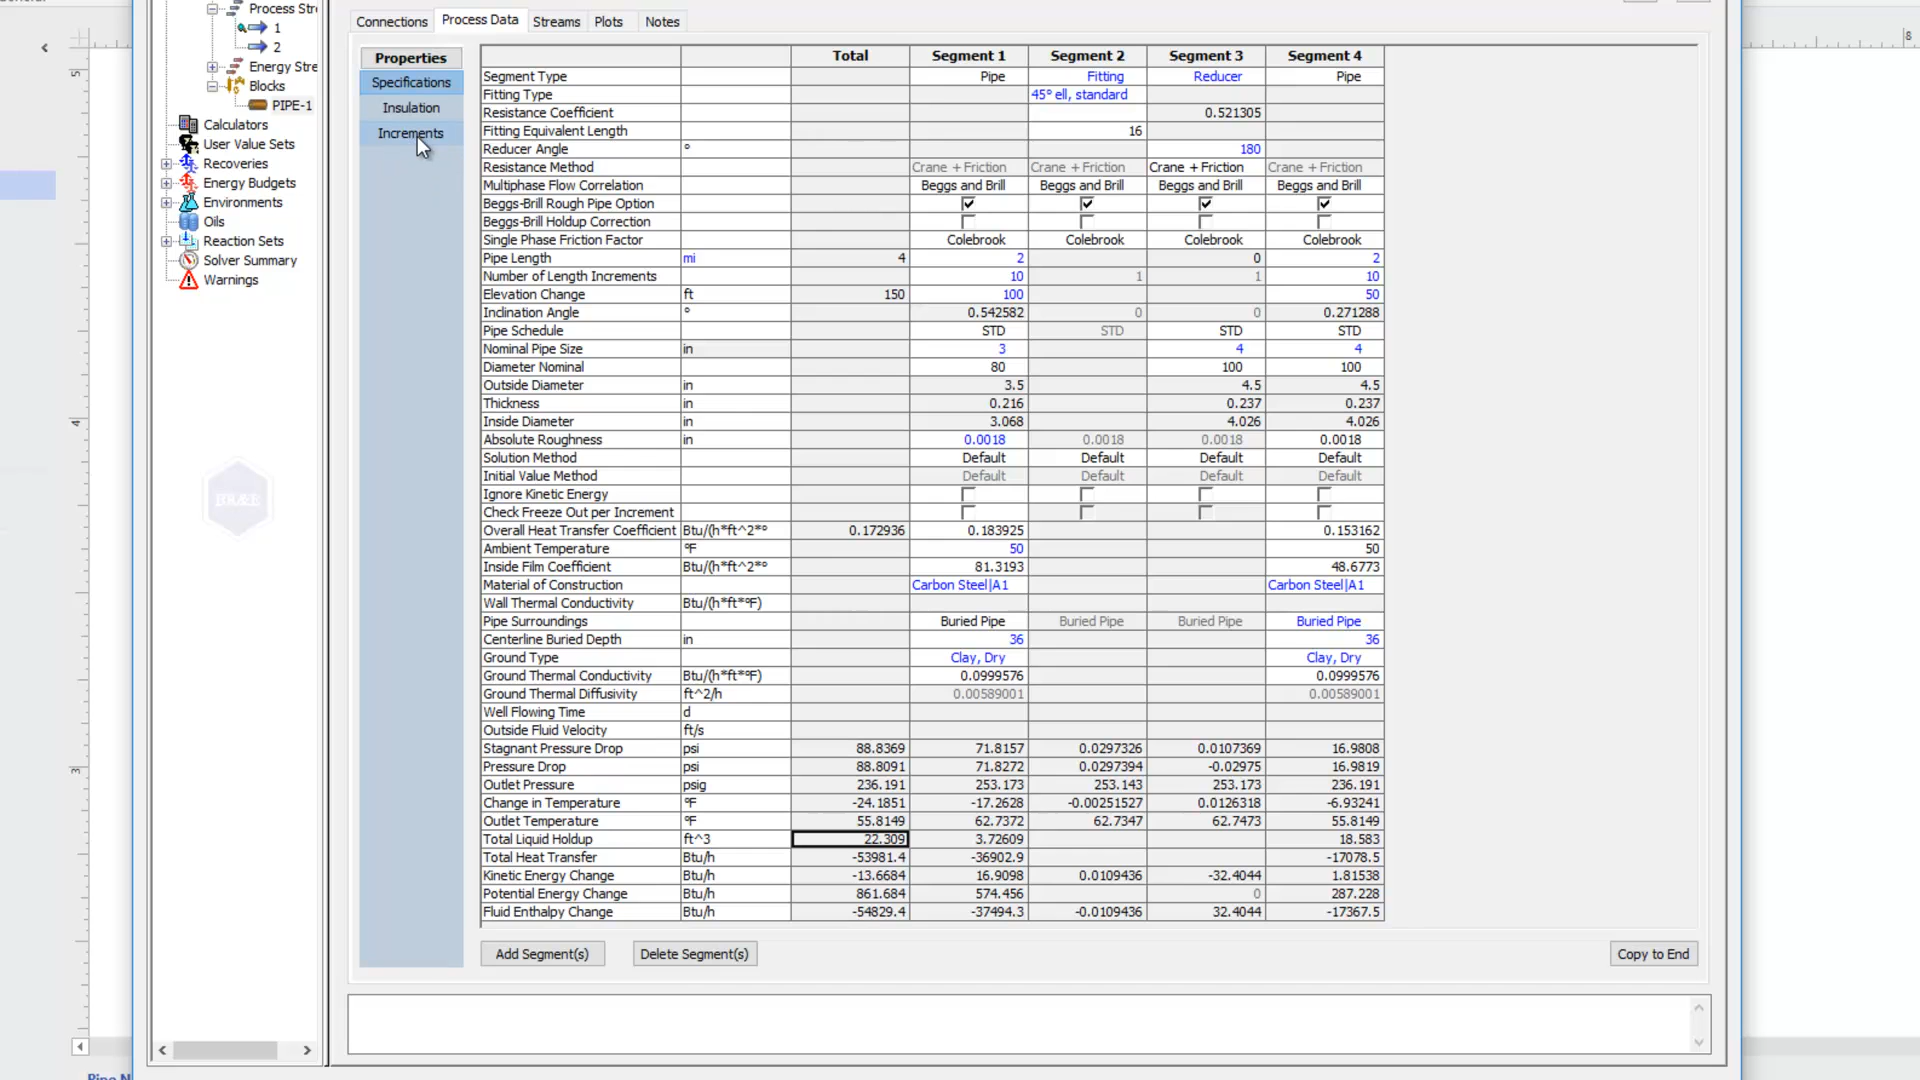 Process Stre
1
2
Energy Stre
Blocks
PIPE-1
Calculators
User Value Sets
Recoveries
Energy Budgets
Environments
Oils
Reaction Sets
Solver Summary
Warnings
BR&E
5
4
3
8
Connections Process Data Streams Plots Notes
Properties
Specifications
Insulation
Increments
Total Segment 1 Segment 2 Segment 3 Segment 4
Segment Type Pipe Fitting Reducer Pipe
Fitting Type 45° ell, standard
Resistance Coefficient 0.521305
Fitting Equivalent Length 16
Reducer Angle ° 180
Resistance Method Crane + Friction Crane + Friction Crane + Friction Crane + Friction
Multiphase Flow Correlation Beggs and Brill Beggs and Brill Beggs and Brill Beggs and Brill
Beggs-Brill Rough Pipe Option
Beggs-Brill Holdup Correction
Single Phase Friction Factor Colebrook Colebrook Colebrook Colebrook
Pipe Length mi 4 2 0 2
Number of Length Increments 10 1 1 10
Elevation Change ft 150 100 50
Inclination Angle ° 0.542582 0 0 0.271288
Pipe Schedule STD STD STD STD
Nominal Pipe Size in 3 4 4
Diameter Nominal 80 100 100
Outside Diameter in 3.5 4.5 4.5
Thickness in 0.216 0.237 0.237
Inside Diameter in 3.068 4.026 4.026
Absolute Roughness in 0.0018 0.0018 0.0018 0.0018
Solution Method Default Default Default Default
Initial Value Method Default Default Default Default
Ignore Kinetic Energy
Check Freeze Out per Increment
Overall Heat Transfer Coefficient Btu/(h*ft^2*° 0.172936 0.183925 0.153162
Ambient Temperature °F 50 50
Inside Film Coefficient Btu/(h*ft^2*° 81.3193 48.6773
Material of Construction Carbon Steel|A1 Carbon Steel|A1
Wall Thermal Conductivity Btu/(h*ft*°F)
Pipe Surroundings Buried Pipe Buried Pipe Buried Pipe Buried Pipe
Centerline Buried Depth in 36 36
Ground Type Clay, Dry Clay, Dry
Ground Thermal Conductivity Btu/(h*ft*°F) 0.0999576 0.0999576
Ground Thermal Diffusivity ft^2/h 0.00589001 0.00589001
Well Flowing Time d
Outside Fluid Velocity ft/s
Stagnant Pressure Drop psi 88.8369 71.8157 0.0297326 0.0107369 16.9808
Pressure Drop psi 88.8091 71.8272 0.0297394 -0.02975 16.9819
Outlet Pressure psig 236.191 253.173 253.143 253.173 236.191
Change in Temperature °F -24.1851 -17.2628 -0.00251527 0.0126318 -6.93241
Outlet Temperature °F 55.8149 62.7372 62.7347 62.7473 55.8149
Total Liquid Holdup ft^3 22.309 3.72609 18.583
Total Heat Transfer Btu/h -53981.4 -36902.9 -17078.5
Kinetic Energy Change Btu/h -13.6684 16.9098 0.0109436 -32.4044 1.81538
Potential Energy Change Btu/h 861.684 574.456 0 287.228
Fluid Enthalpy Change Btu/h -54829.4 -37494.3 -0.0109436 32.4044 -17367.5
Add Segment(s) Delete Segment(s) Copy to End